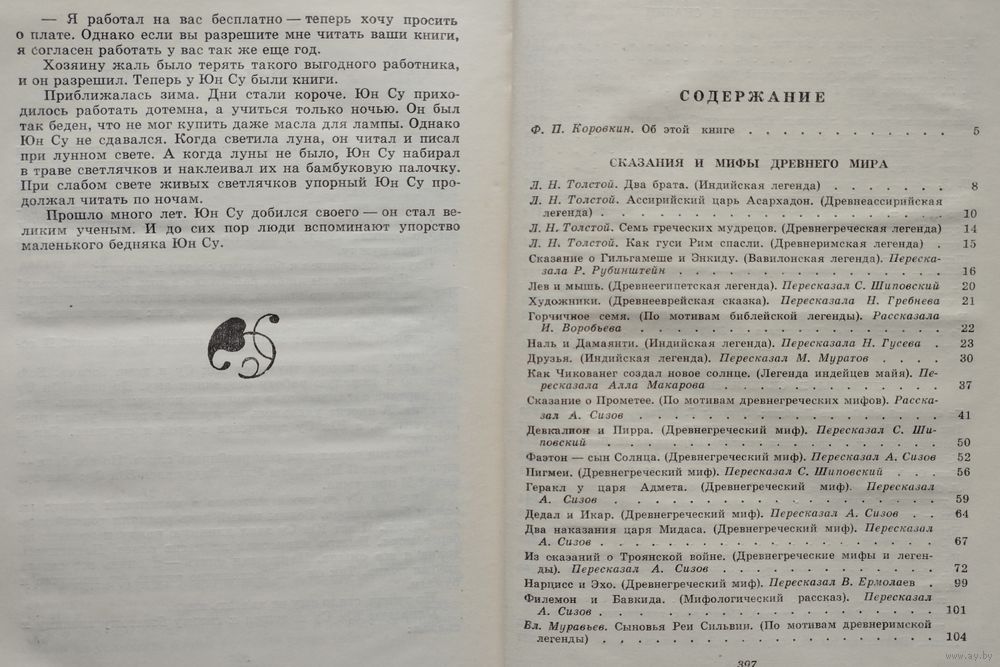 — Я работал на вас бесплатно — теперь хочу просить
о плате. Однако если вы разрешите мне читать ваши книги,
я согласен работать у вас так же еще год.
Хозяину жаль было терять такого выгодного работника,
и он разрешил. Теперь у Юн Су были книги.
Приближалась зима. Дни стали короче. Юн Су прихо-
дилось работать дотемна, а учиться только ночью. Он был
так беден, что не мог купить даже масла для лампы. Однако
Юн Су не сдавался. Когда светила луна, он читал и писал
при лунном свете. А когда луны не было, Юн Су набирал
в траве светлячков и наклеивал их на бамбуковую палочку.
При слабом свете живых светлячков упорный Юн Су про-
должал читать по ночам.
Прошло много лет. Юн Су добился своего — он стал ве-
ликим ученым. И до сих пор люди вспоминают упорство
маленького бедняка Юн Су.
СОДЕРЖАНИЕ
Ф. П. Коровкин. Об этой книге . . . . . . . . . . . . 5
СКАЗАНИЯ И МИФЫ ДРЕВНЕГО МИРА
Л. Н. Толстой. Два брата. (Индийская легенда) . . . . . . . 8
Л. Н. Толстой. Ассирийский царь Асархадон. (Древнеассирийская
легенда) . . . . . . . . . . . . . . . . . . . 10
Л. Н. Толстой. Семь греческих мудрецов. (Древнегреческая легенда) 14
Л. Н. Толстой. Как гуси Рим спасли. (Древнеримская легенда) . 15
Сказание о Гильгамеше и Энкиду. (Вавилонская легенда). Переска-
зала Р. Рубинштейн . . . . . . . . . . . . . . . 16
Лев и мышь. (Древнеегипетская легенда). Пересказал С. Шиповский 20
Художники. (Древнееврейская сказка). Пересказала Н. Гребнева 21
Горчичное семя. (По мотивам библейской легенды). Рассказала
И. Воробьева . . . . . . . . . . . . . . . . . 22
Наль и Дамаянти. (Индийская легенда). Пересказала Н. Гусева . 23
Друзья. (Индийская легенда). Пересказал М. Муратов . . . . 30
Как Чикованег создал новое солнце. (Легенда индейцев майя). Пе-
ресказала Алла Макарова . . . . . . . . . . . . . 37
Сказание о Прометее. (По мотивам древнегреческих мифов). Расска-
зал А. Сизов . . . . . . . . . . . . . . . . . 41
Девкалион и Пирра. (Древнегреческий миф). Пересказал С. Ши-
повский . . . . . . . . . . . . . . . . . . . 50
Фаэтон — сын Солнца. (Древнегреческий миф). Пересказал А. Сизов 52
Пигмеи. (Древнегреческий миф). Пересказал С. Шиповский . . . 56
Геракл у царя Адмета. (Древнегреческий миф). Пересказал
А. Сизов . . . . . . . . . . . . . . . . . . . 59
Дедал и Икар. (Древнегреческий миф). Пересказал А. Сизов . . 64
Два наказания царя Мидаса. (Древнегреческий миф). Пересказал
А. Сизов . . . . . . . . . . . . . . . . . . . 67
Из сказаний о Троянской войне. (Древнегреческие мифы и леген-
ды). Пересказал А. Сизов . . . . . . . . . . . . . 72
Нарцисс и Эхо. (Древнегреческий миф). Пересказал В. Ермолаев . 99
Филемон и Бавкида. (Мифологический рассказ). Пересказал
А. Сизов . . . . . . . . . . . . . . . . . . . 101
Вл. Муравьев. Сыновья Реи Сильвии. (По мотивам древнеримской
легенды) . . . . . . . . . . . . . . . . . . . 104
307
www.ay.by